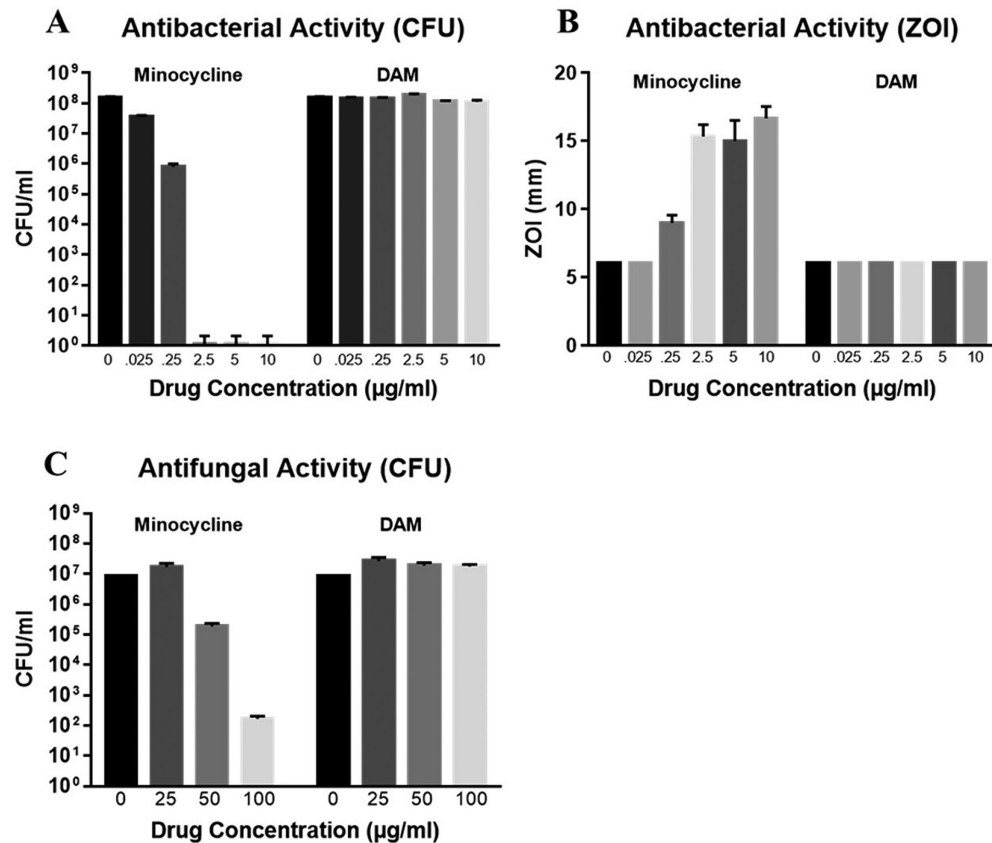 A Antibacterial Activity (CFU)
Minocycline DAM
10⁹
10⁸
10⁷
10⁶
10⁵
10⁴
10³
10²
10¹
10⁰
CFU/ml
0 .025 .25 2.5 5 10 0 .025 .25 2.5 5 10
Drug Concentration (µg/ml)
B Antibacterial Activity (ZOI)
Minocycline DAM
20
15
10
5
0
ZOI (mm)
0 .025 .25 2.5 5 10 0 .025 .25 2.5 5 10
Drug Concentration (µg/ml)
C Antifungal Activity (CFU)
Minocycline DAM
10⁹
10⁸
10⁷
10⁶
10⁵
10⁴
10³
10²
10¹
10⁰
CFU/ml
0 25 50 100 0 25 50 100
Drug Concentration (µg/ml)